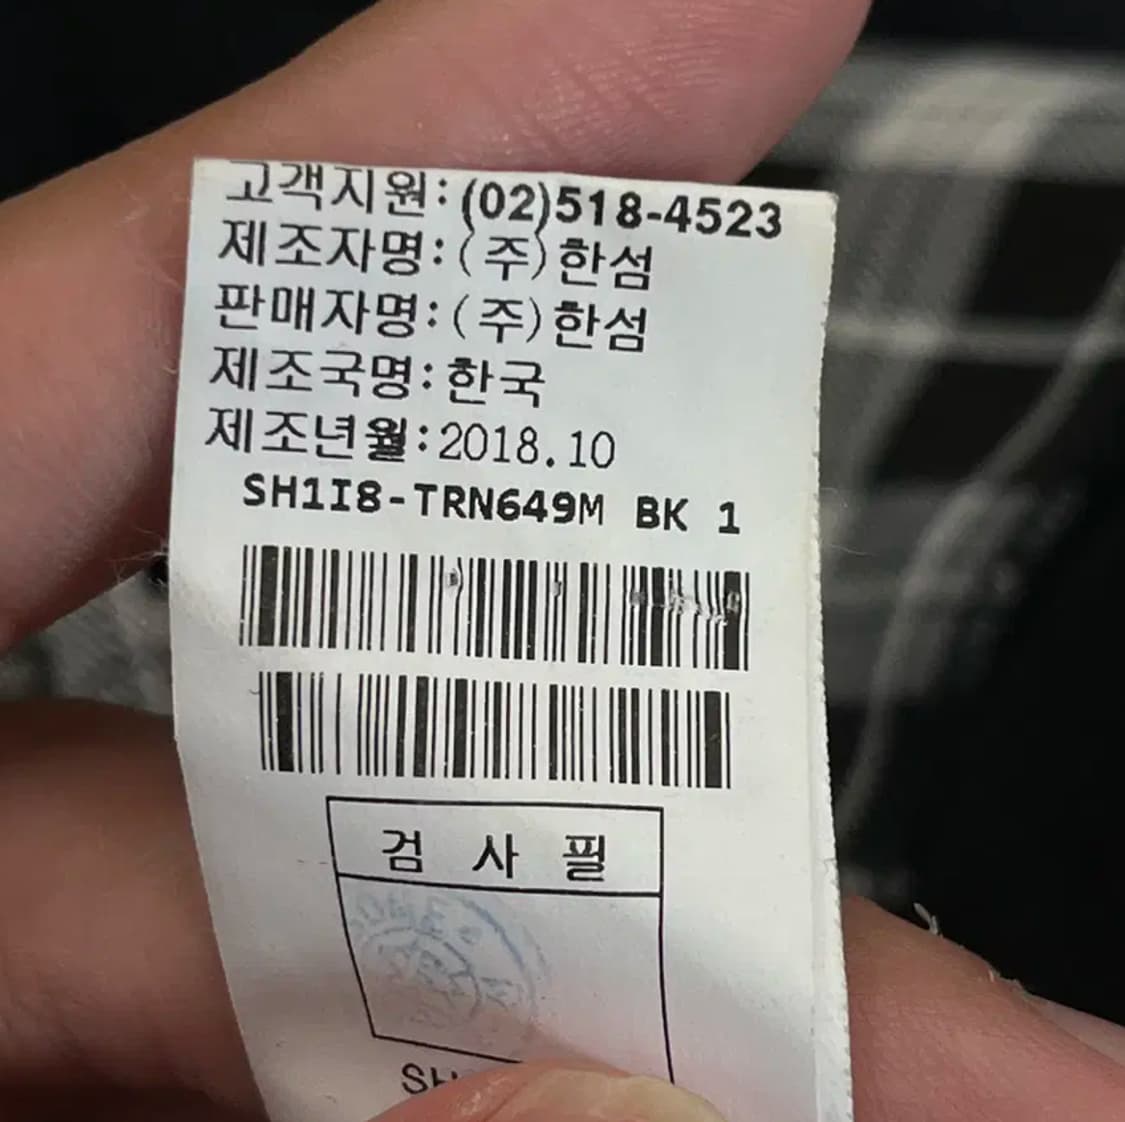 고객지원:(02)518-4523
제조자명:(주)한섬
판매자명:(주)한섬
제조국명:한국
제조년월:2018.10
SH1I8-TRN649M BK 1
검 사 필